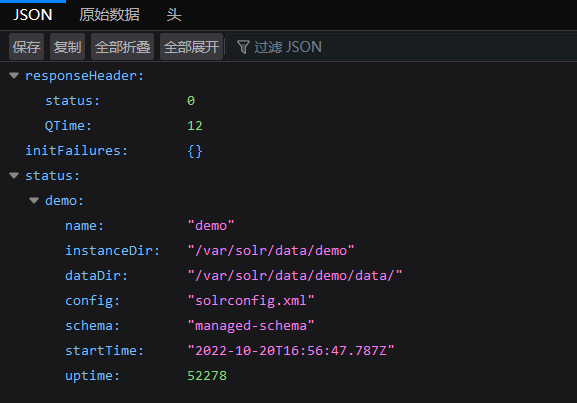 JSON 原始数据 头
保存 复制 全部折叠 全部展开 过滤 JSON
responseHeader:
status: 0
QTime: 12
initFailures: {}
status:
demo:
name: "demo"
instanceDir: "/var/solr/data/demo"
dataDir: "/var/solr/data/demo/data/"
config: "solrconfig.xml"
schema: "managed-schema"
startTime: "2022-10-20T16:56:47.787Z"
uptime: 52278